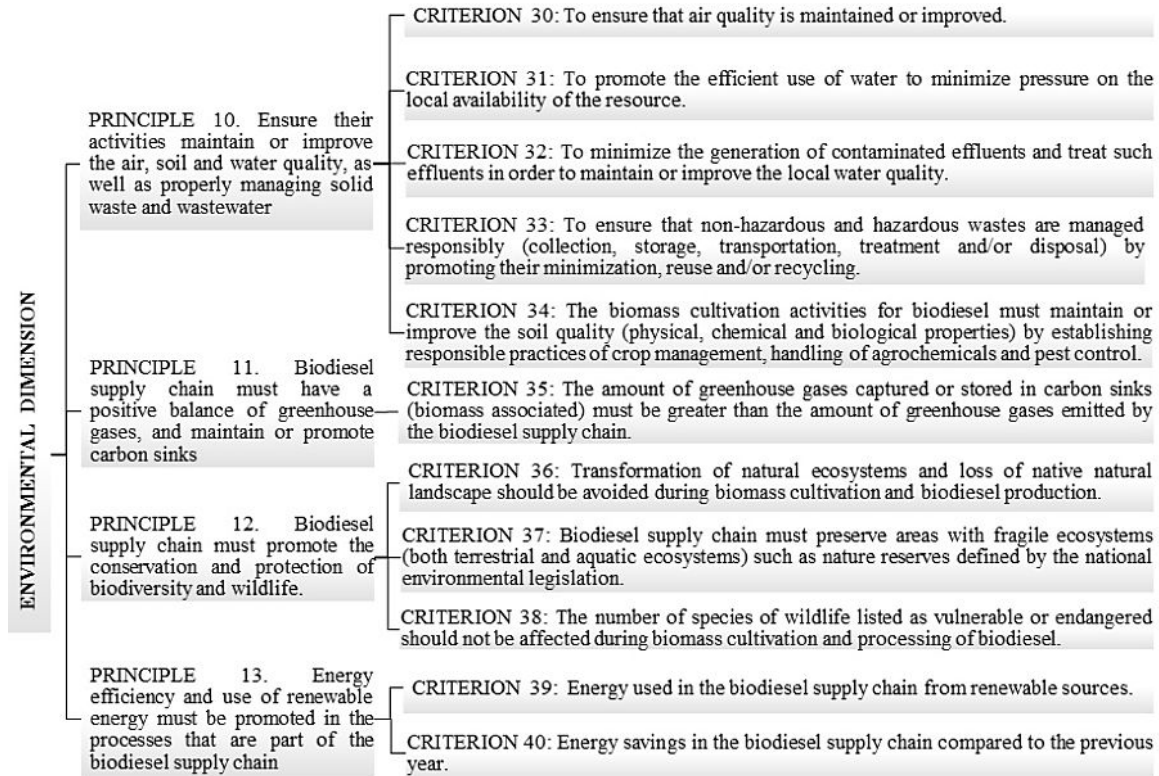 ENVIRONMENTAL DIMENSION
PRINCIPLE 10. Ensure their
activities maintain or improve
the air, soil and water quality, as
well as properly managing solid
waste and wastewater
CRITERION 30: To ensure that air quality is maintained or improved.
CRITERION 31: To promote the efficient use of water to minimize pressure on the
local availability of the resource.
CRITERION 32: To minimize the generation of contaminated effluents and treat such
effluents in order to maintain or improve the local water quality.
CRITERION 33: To ensure that non-hazardous and hazardous wastes are managed
responsibly (collection, storage, transportation, treatment and/or disposal) by
promoting their minimization, reuse and/or recycling.
CRITERION 34: The biomass cultivation activities for biodiesel must maintain or
improve the soil quality (physical, chemical and biological properties) by establishing
responsible practices of crop management, handling of agrochemicals and pest control.
PRINCIPLE 11. Biodiesel
supply chain must have a
positive balance of greenhouse
gases, and maintain or promote
carbon sinks
CRITERION 35: The amount of greenhouse gases captured or stored in carbon sinks
(biomass associated) must be greater than the amount of greenhouse gases emitted by
the biodiesel supply chain.
PRINCIPLE 12. Biodiesel
supply chain must promote the
conservation and protection of
biodiversity and wildlife.
CRITERION 36: Transformation of natural ecosystems and loss of native natural
landscape should be avoided during biomass cultivation and biodiesel production.
CRITERION 37: Biodiesel supply chain must preserve areas with fragile ecosystems
(both terrestrial and aquatic ecosystems) such as nature reserves defined by the national
environmental legislation.
CRITERION 38: The number of species of wildlife listed as vulnerable or endangered
should not be affected during biomass cultivation and processing of biodiesel.
PRINCIPLE 13. Energy
efficiency and use of renewable
energy must be promoted in the
processes that are part of the
biodiesel supply chain
CRITERION 39: Energy used in the biodiesel supply chain from renewable sources.
CRITERION 40: Energy savings in the biodiesel supply chain compared to the previous
year.